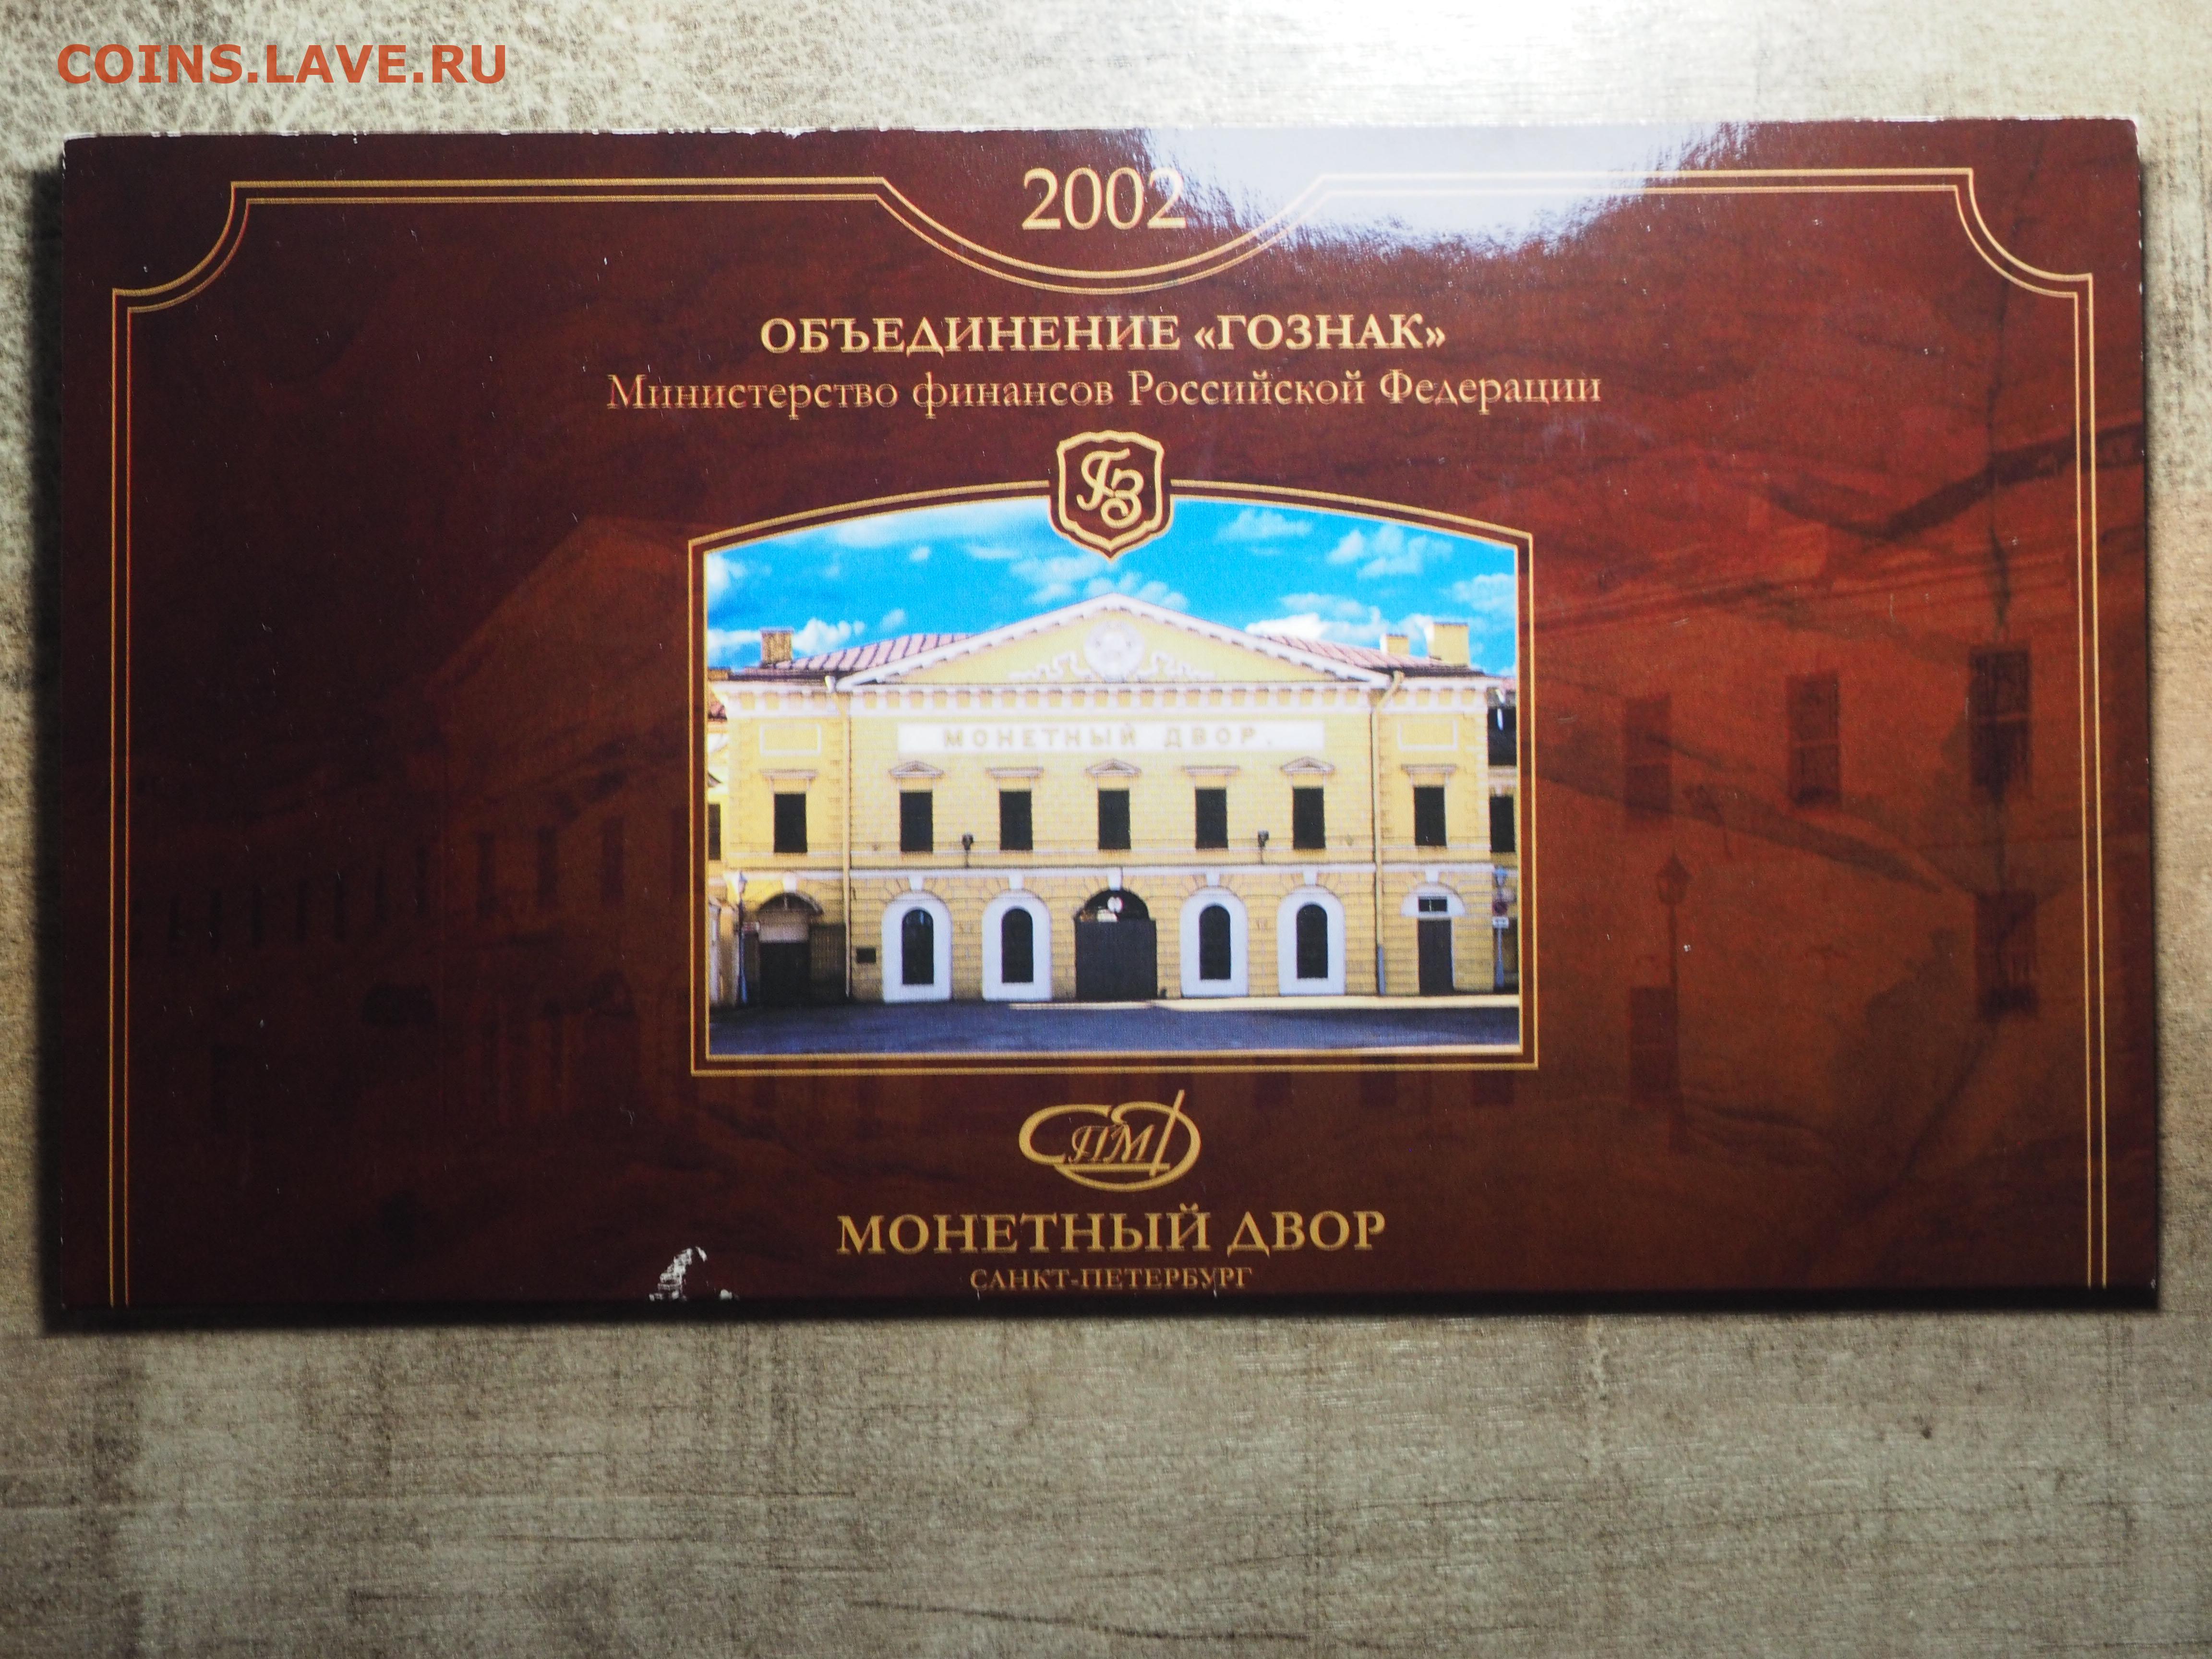 COINS.LAVE.RU
2002
ОБЪЕДИНЕНИЕ «ГОЗНАК»
Министерство финансов Российской Федерации
ГЗ
МОНЕТНЫЙ ДВОР
СПМД
МОНЕТНЫЙ ДВОР
САНКТ-ПЕТЕРБУРГ